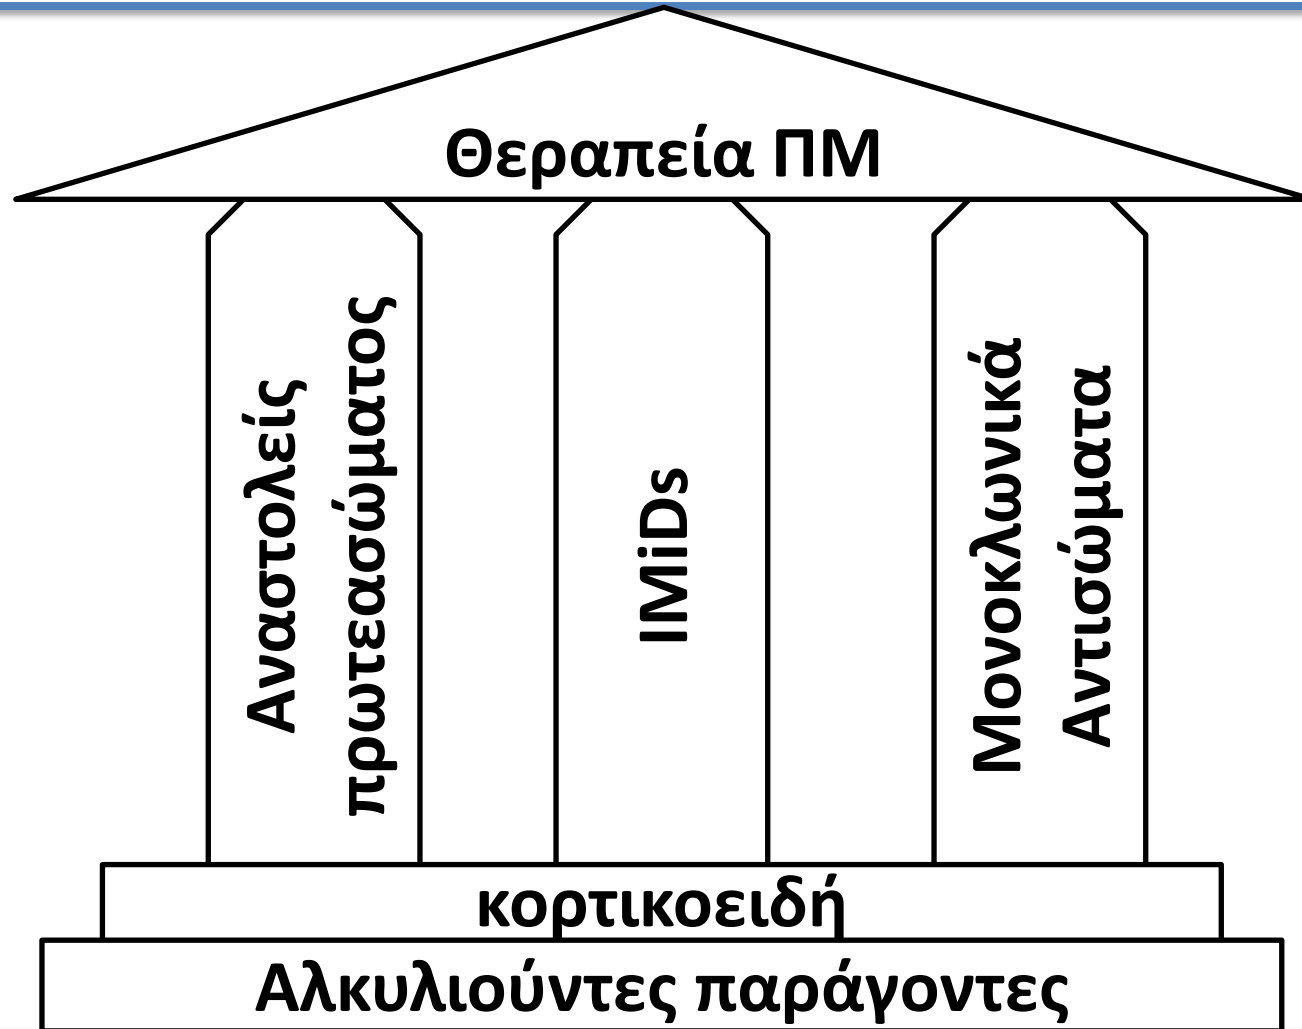 Θεραπεία ΠΜ
Αναστολείς
πρωτεασώματος
IMiDs
Μονοκλωνικά
Αντισώματα
κορτικοειδή
Αλκυλιούντες παράγοντες